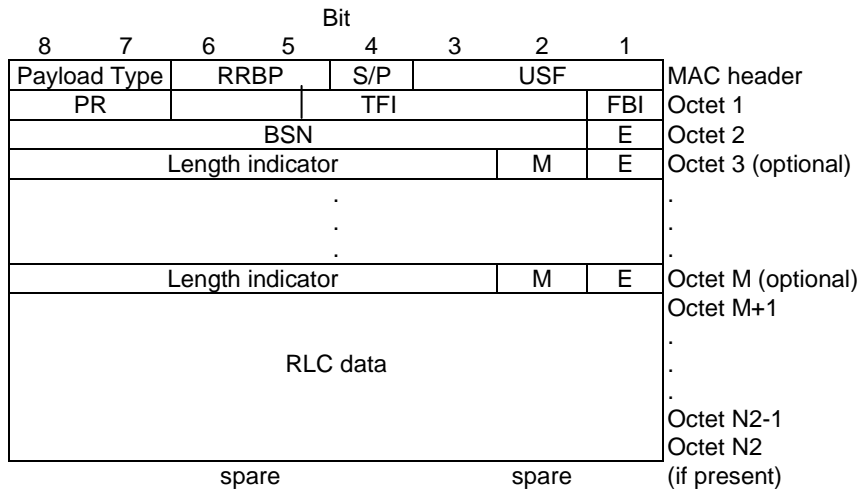 Bit
8 7 6 5 4 3 2 1
Payload Type RRBP S/P USF MAC header
PR TFI FBI Octet 1
BSN E Octet 2
Length indicator M E Octet 3 (optional)
. .
. .
. .
Length indicator M E Octet M (optional)
Octet M+1
.
RLC data .
.
Octet N2-1
Octet N2
spare spare (if present)